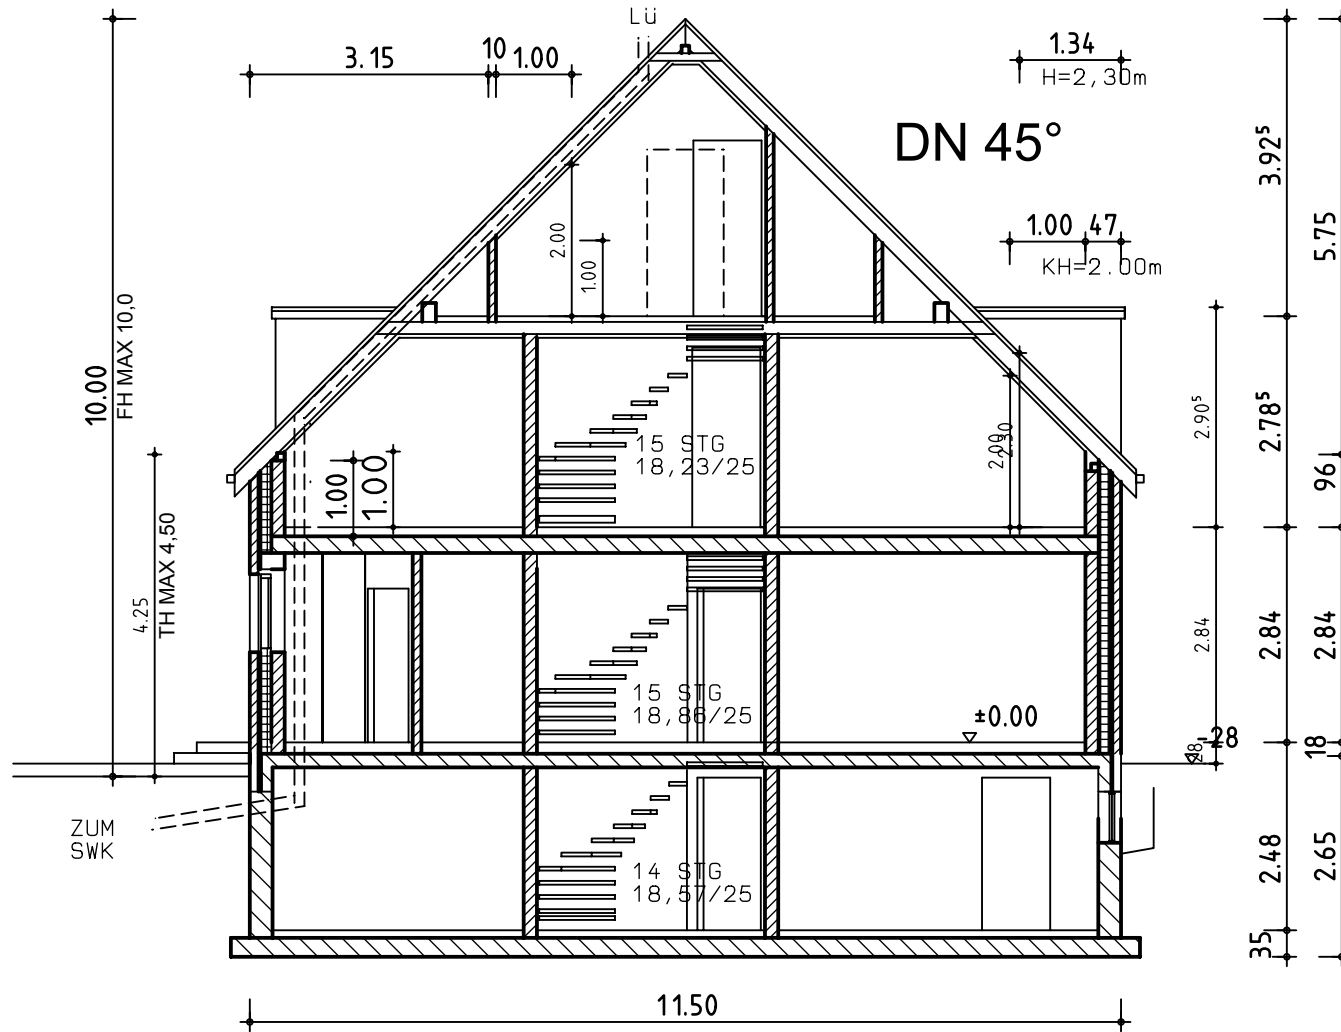 Lü
3.15
10
1.00
1.34
H=2,30m
DN 45°
3.92⁵
5.75
1.00
47
KH=2.00m
2.00
1.00
10.00
FH MAX 10,0
2.90⁵
2.78⁵
2.00
2.30
15 STG
18,23/25
1.00
1.00
96
4.25
TH MAX 4,50
2.84
2.84
2.84
15 STG
18,86/25
±0.00
-28
18
ZUM
SWK
14 STG
18,57/25
2.48
2.65
35
11.50